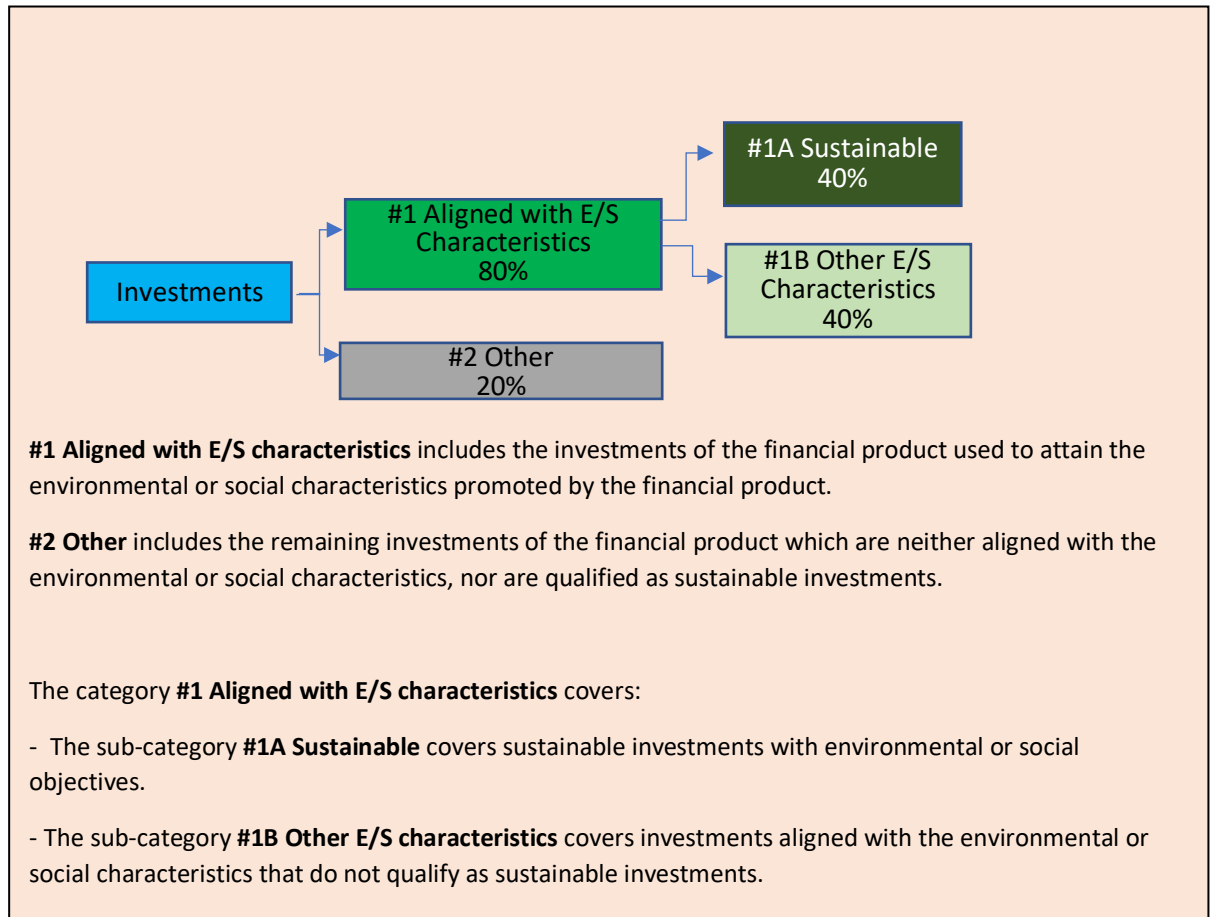 #1A Sustainable
40%
#1 Aligned with E/S
Characteristics
80%
#1B Other E/S
Characteristics
40%
Investments
#2 Other
20%
#1 Aligned with E/S characteristics includes the investments of the financial product used to attain the
environmental or social characteristics promoted by the financial product.
#2 Other includes the remaining investments of the financial product which are neither aligned with the
environmental or social characteristics, nor are qualified as sustainable investments.
The category #1 Aligned with E/S characteristics covers:
- The sub-category #1A Sustainable covers sustainable investments with environmental or social
objectives.
- The sub-category #1B Other E/S characteristics covers investments aligned with the environmental or
social characteristics that do not qualify as sustainable investments.